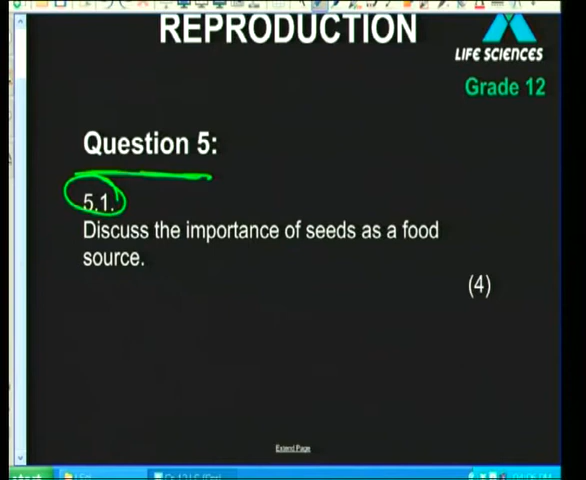 REPRODUCTION
LIFE SCIENCES
Grade 12
Question 5:
5.1.
Discuss the importance of seeds as a food
source.
(4)
Extend Page
start